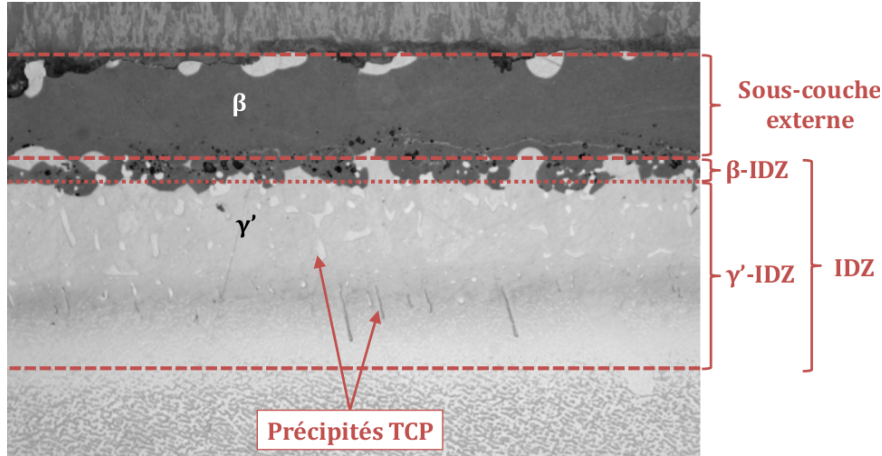 β
Sous-couche
externe
β-IDZ
γ'
γ'-IDZ
IDZ
Précipités TCP